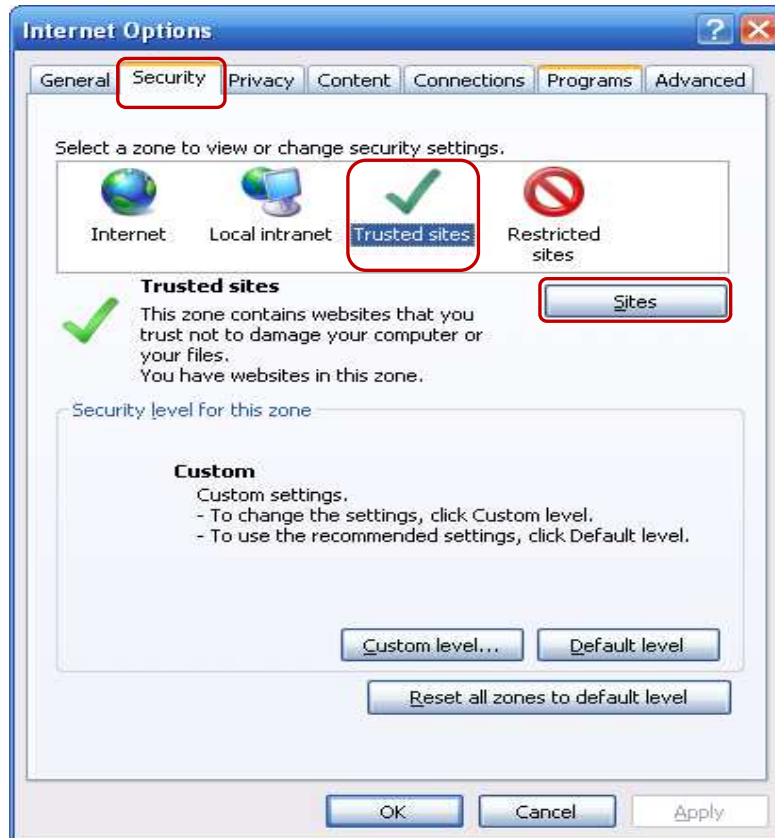 Internet Options
General Security Privacy Content Connections Programs Advanced
Select a zone to view or change security settings.
Internet Local intranet Trusted sites Restricted
sites
Trusted sites
Sites
This zone contains websites that you
trust not to damage your computer or
your files.
You have websites in this zone.
Security level for this zone
Custom
Custom settings.
- To change the settings, click Custom level.
- To use the recommended settings, click Default level.
Custom level... Default level
Reset all zones to default level
OK Cancel Apply